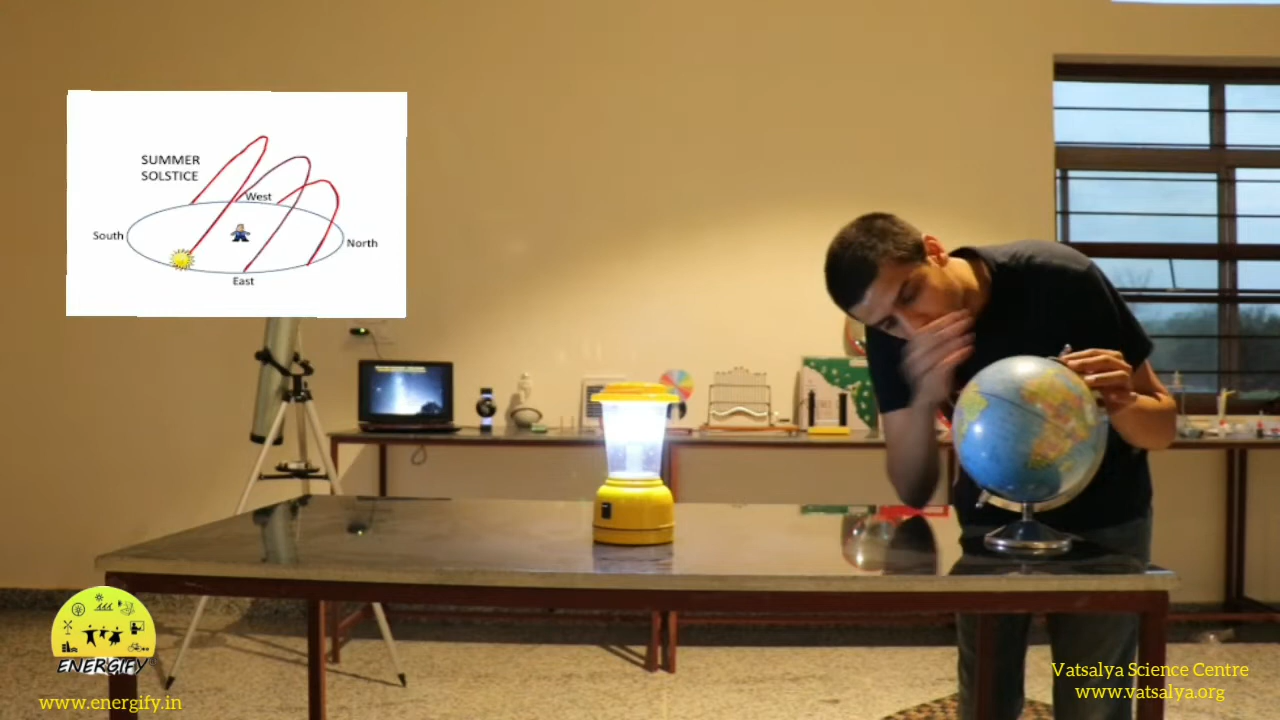 SUMMER
SOLSTICE
West
South
North
East
ENERGIFY
www.energify.in
Vatsalya Science Centre
www.vatsalya.org